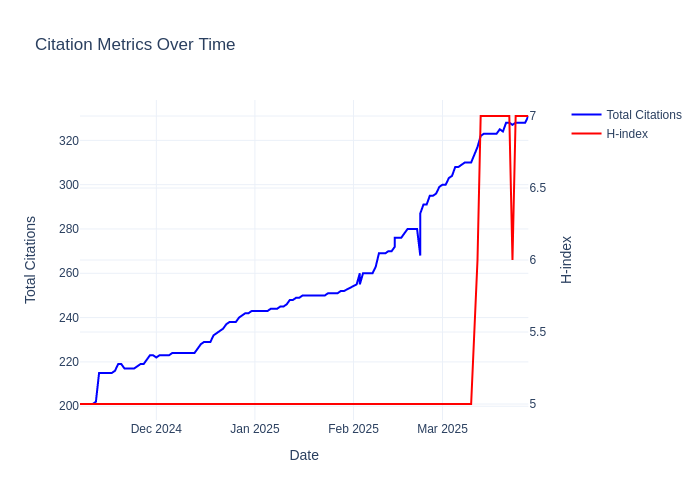 Citation Metrics Over Time
Total Citations
H-index
320
300
280
260
240
220
200
7
6.5
6
5.5
5
Total Citations
H-index
Dec 2024
Jan 2025
Feb 2025
Mar 2025
Date